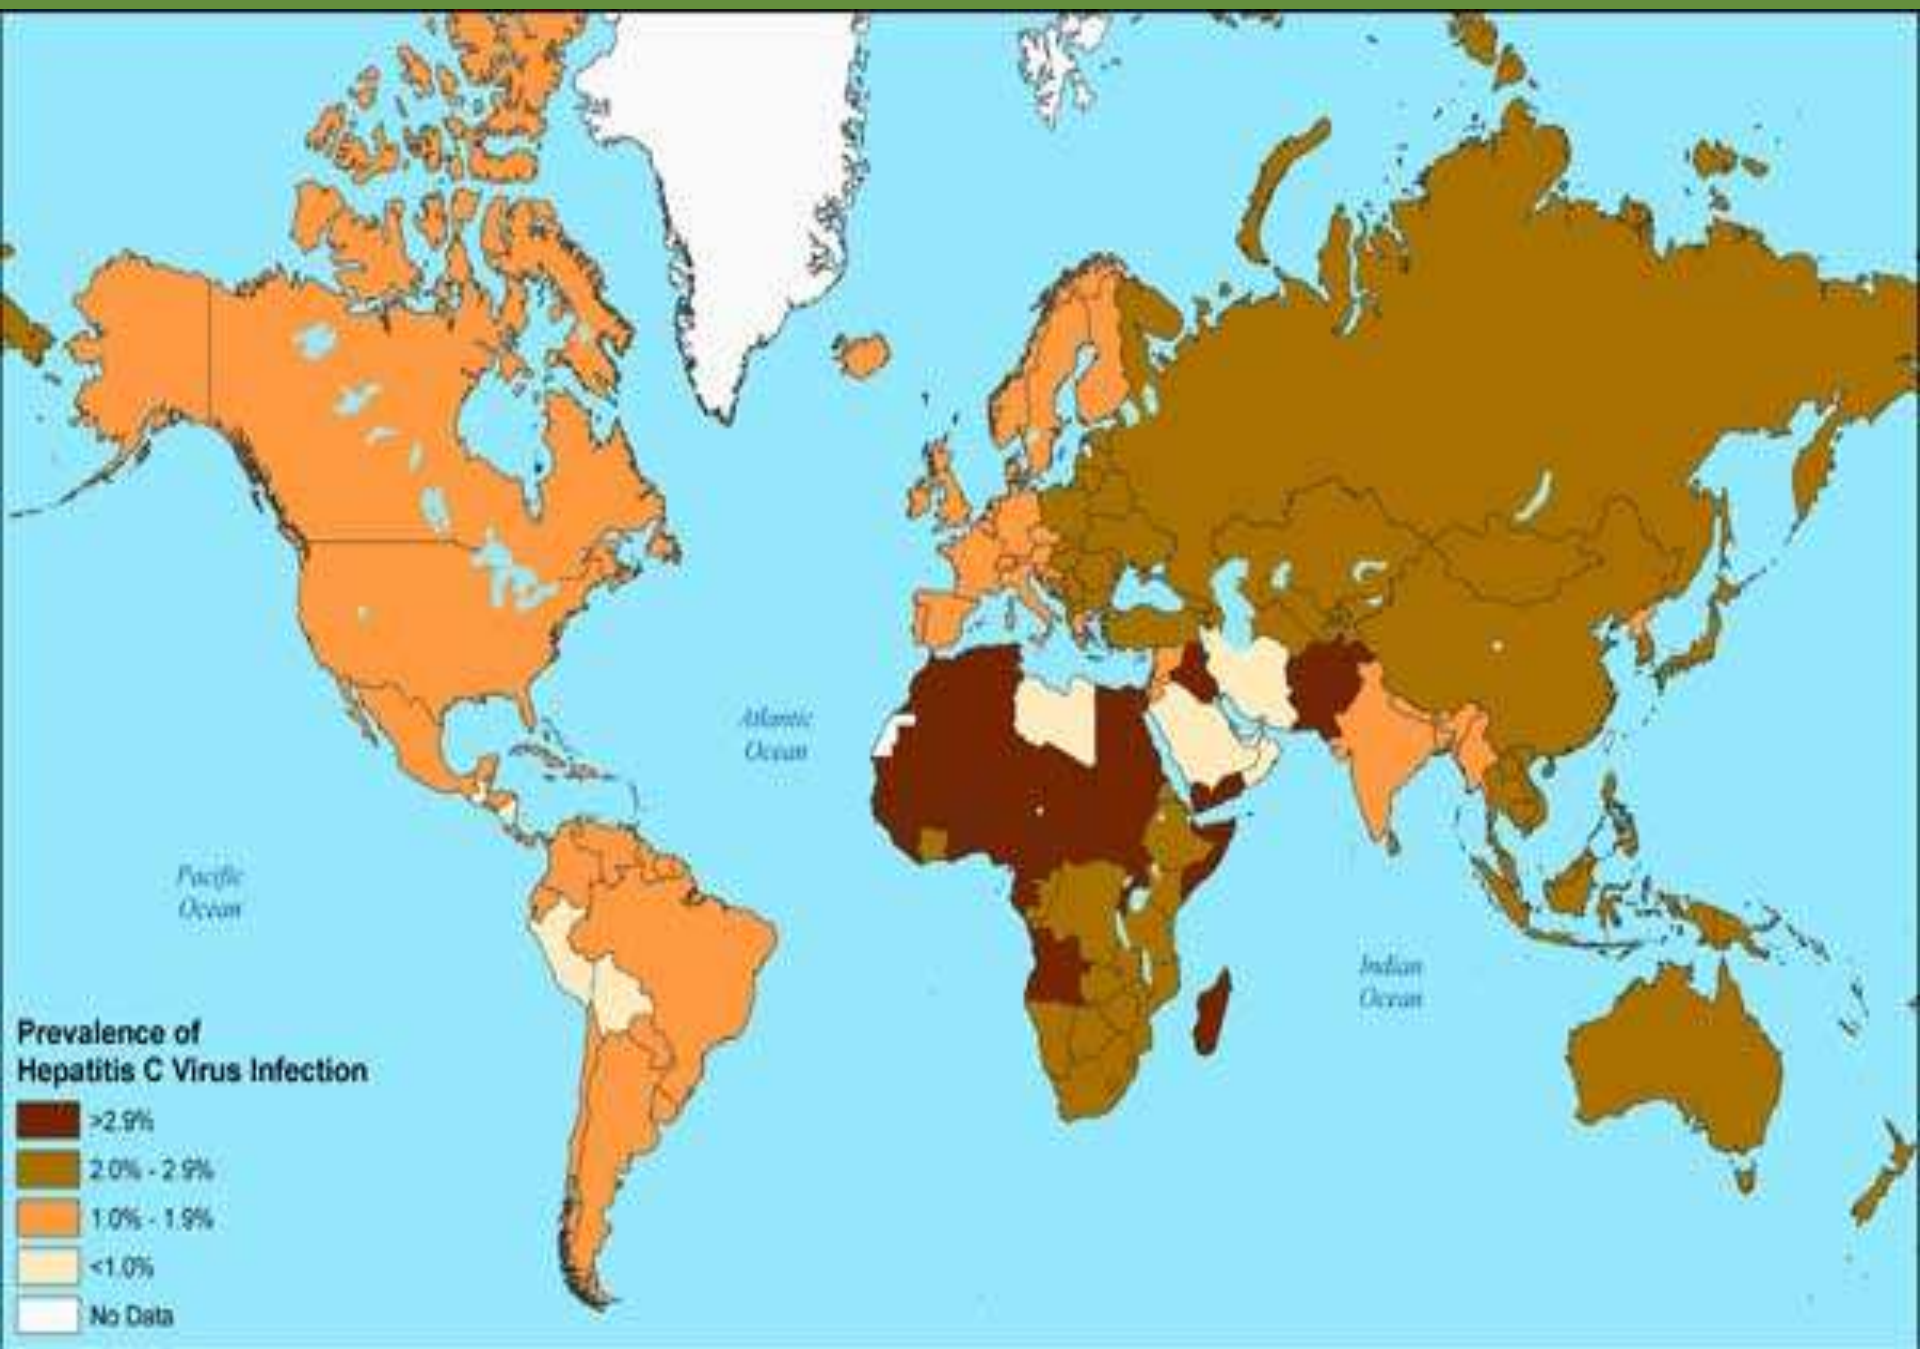 Atlantic
Ocean
Pacific
Ocean
Indian
Ocean
Prevalence of
Hepatitis C Virus Infection
>2.9%
2.0% - 2.9%
1.0% - 1.9%
<1.0%
No Data